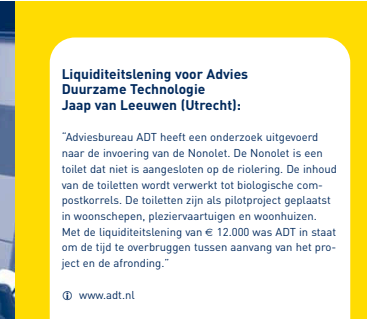 Liquiditeitslening voor Advies
Duurzame Technologie
Jaap van Leeuwen (Utrecht):
“Adviesbureau ADT heeft een onderzoek uitgevoerd
naar de invoering van de Nonolet. De Nonolet is een
toilet dat niet is aangesloten op de riolering. De inhoud
van de toiletten wordt verwerkt tot biologische com-
postkorrels. De toiletten zijn als pilotproject geplaatst
in woonschepen, pleziervaartuigen en woonhuizen.
Met de liquiditeitslening van € 12.000 was ADT in staat
om de tijd te overbruggen tussen aanvang van het pro-
ject en de afronding.”
www.adt.nl